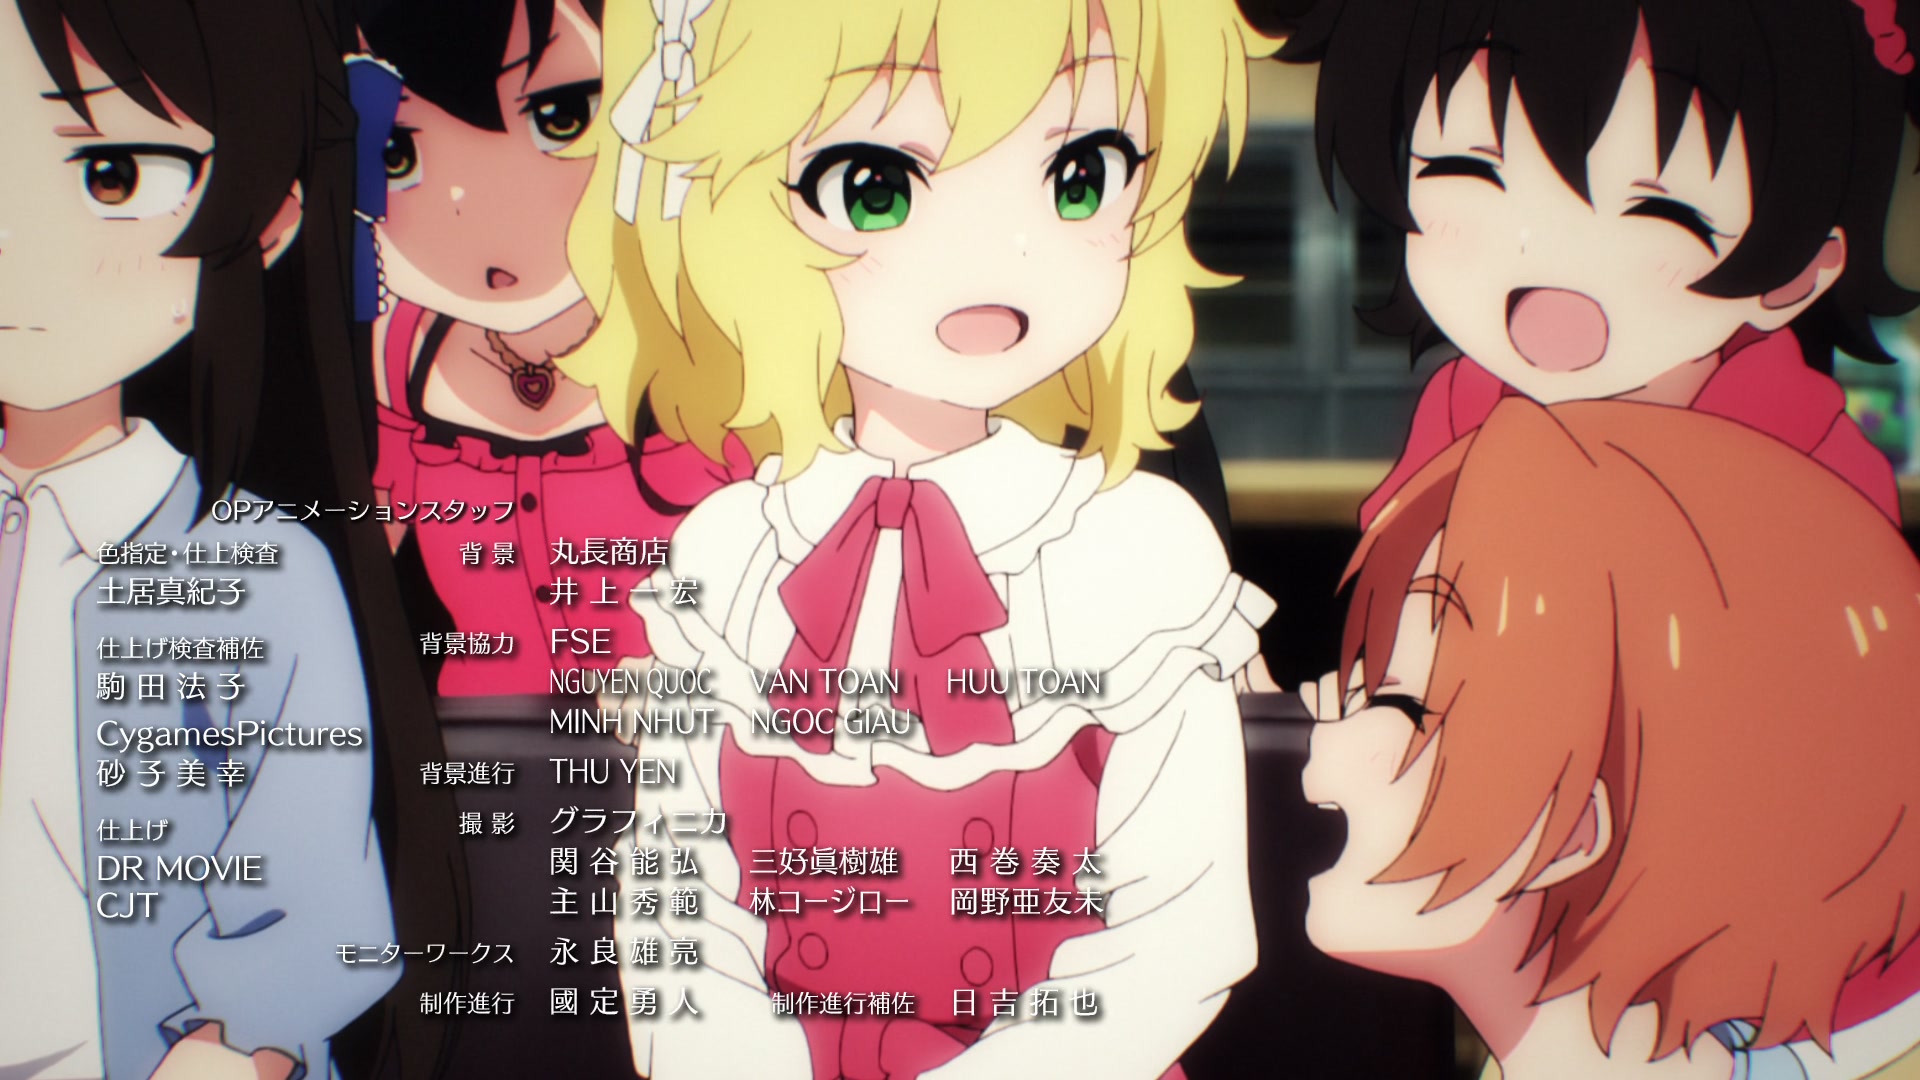 OPアニメーションスタッフ
色指定・仕上検査
土居真紀子
仕上げ検査補佐
駒田法子
CygamesPictures
砂子美幸
仕上げ
DR MOVIE
CJT
背景 丸長商店
井上一宏
背景協力 FSE
NGUYEN QUOC VAN TOAN HUU TOAN
MINH NHUT NGOC GIAU
背景進行 THU YEN
撮影 グラフィニカ
関谷能弘 三好眞樹雄 西巻奏太
主山秀範 林コージロー 岡野亜友未
モニターワークス 永良雄亮
制作進行 國定勇人 制作進行補佐 日吉拓也